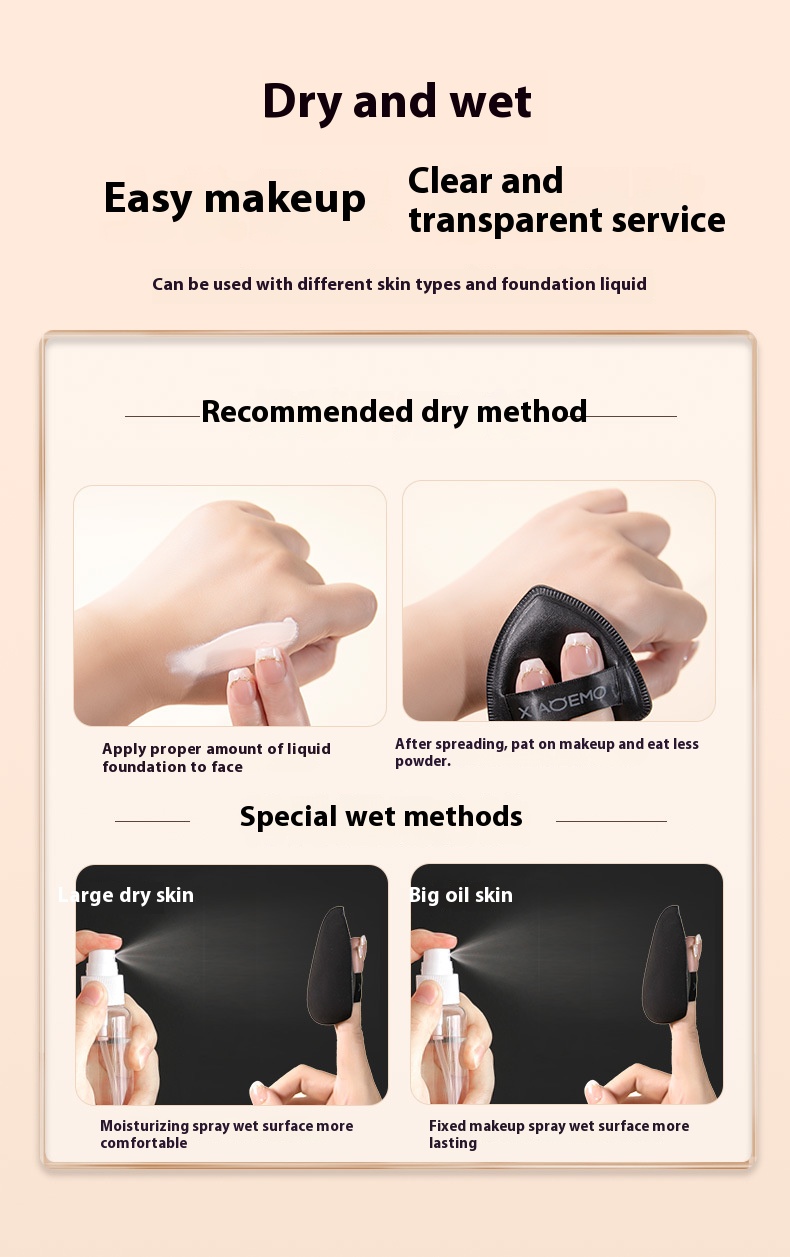 Dry and wet
Easy makeup
Clear and
transparent service
Can be used with different skin types and foundation liquid
Recommended dry method
XIAOEMO
Apply proper amount of liquid
foundation to face
After spreading, pat on makeup and eat less
powder.
Special wet methods
Large dry skin
Big oil skin
Moisturizing spray wet surface more
comfortable
Fixed makeup spray wet surface more
lasting